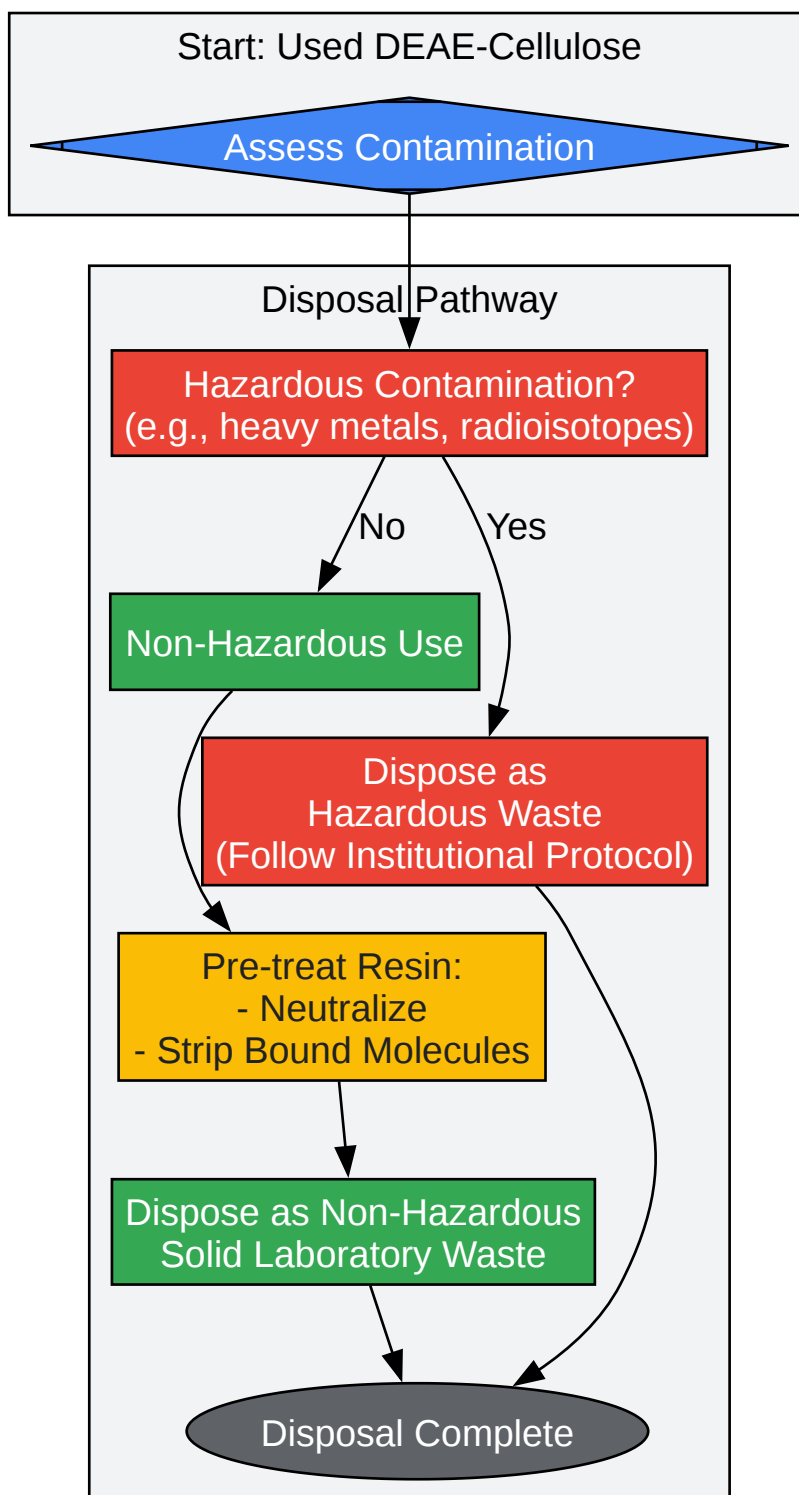 Start: Used DEAE-Cellulose
Assess Contamination
Disposal Pathway
Hazardous Contamination?
(e.g., heavy metals, radioisotopes)
No
Yes
Non-Hazardous Use
Dispose as
Hazardous Waste
(Follow Institutional Protocol)
Pre-treat Resin:
- Neutralize
- Strip Bound Molecules
Dispose as Non-Hazardous
Solid Laboratory Waste
Disposal Complete